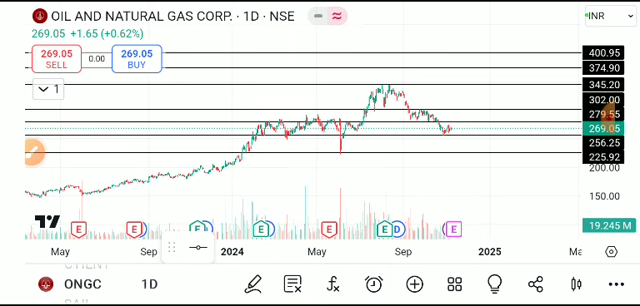 OIL AND NATURAL GAS CORP. · 1D · NSE
INR
269.05 +1.65 (+0.62%)
269.05 0.00 269.05
SELL BUY
400.95
374.90
1
345.20
302.00
279.55
269.05
256.25
225.92
200.00
150.00
E E E E E E D E
19.245 M
May Sep 2024 May Sep 2025 Ma
ONGC 1D